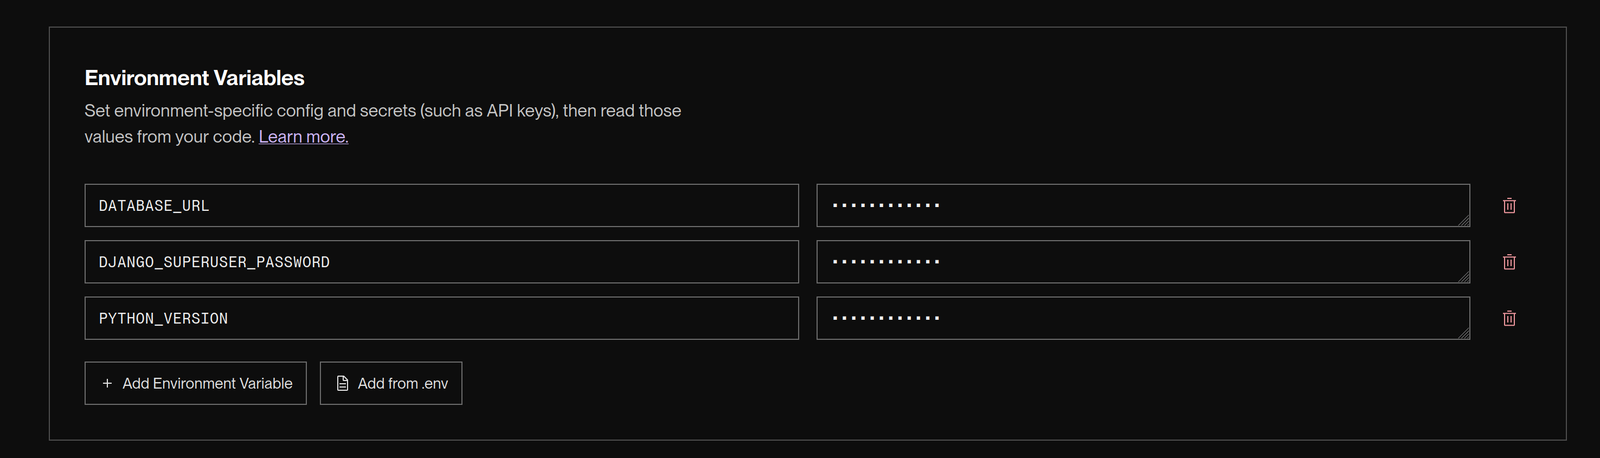 Environment Variables
Set environment-specific config and secrets (such as API keys), then read those
values from your code. Learn more.
DATABASE_URL ············
DJANGO_SUPERUSER_PASSWORD ············
PYTHON_VERSION ············
+ Add Environment Variable Add from .env